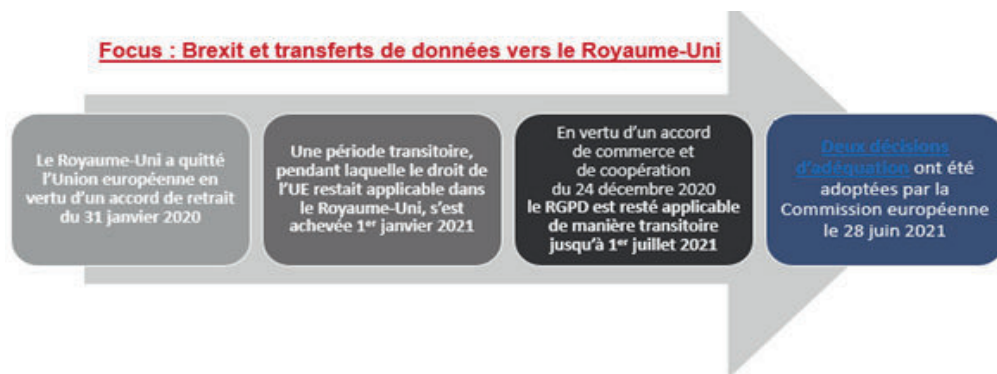 Focus : Brexit et transferts de données vers le Royaume-Uni
Le Royaume-Uni a quitté
l'Union européenne en
vertu d'un accord de retrait
du 31 janvier 2020
Une période transitoire,
pendant laquelle le droit de
l'UE restait applicable dans
le Royaume-Uni, s'est
achevée 1er janvier 2021
En vertu d'un accord
de commerce et
de coopération
du 24 décembre 2020
le RGPD est resté applicable
de manière transitoire
jusqu'à 1er juillet 2021
Deux décisions
d'adéquation ont été
adoptées par la
Commission européenne
le 28 juin 2021